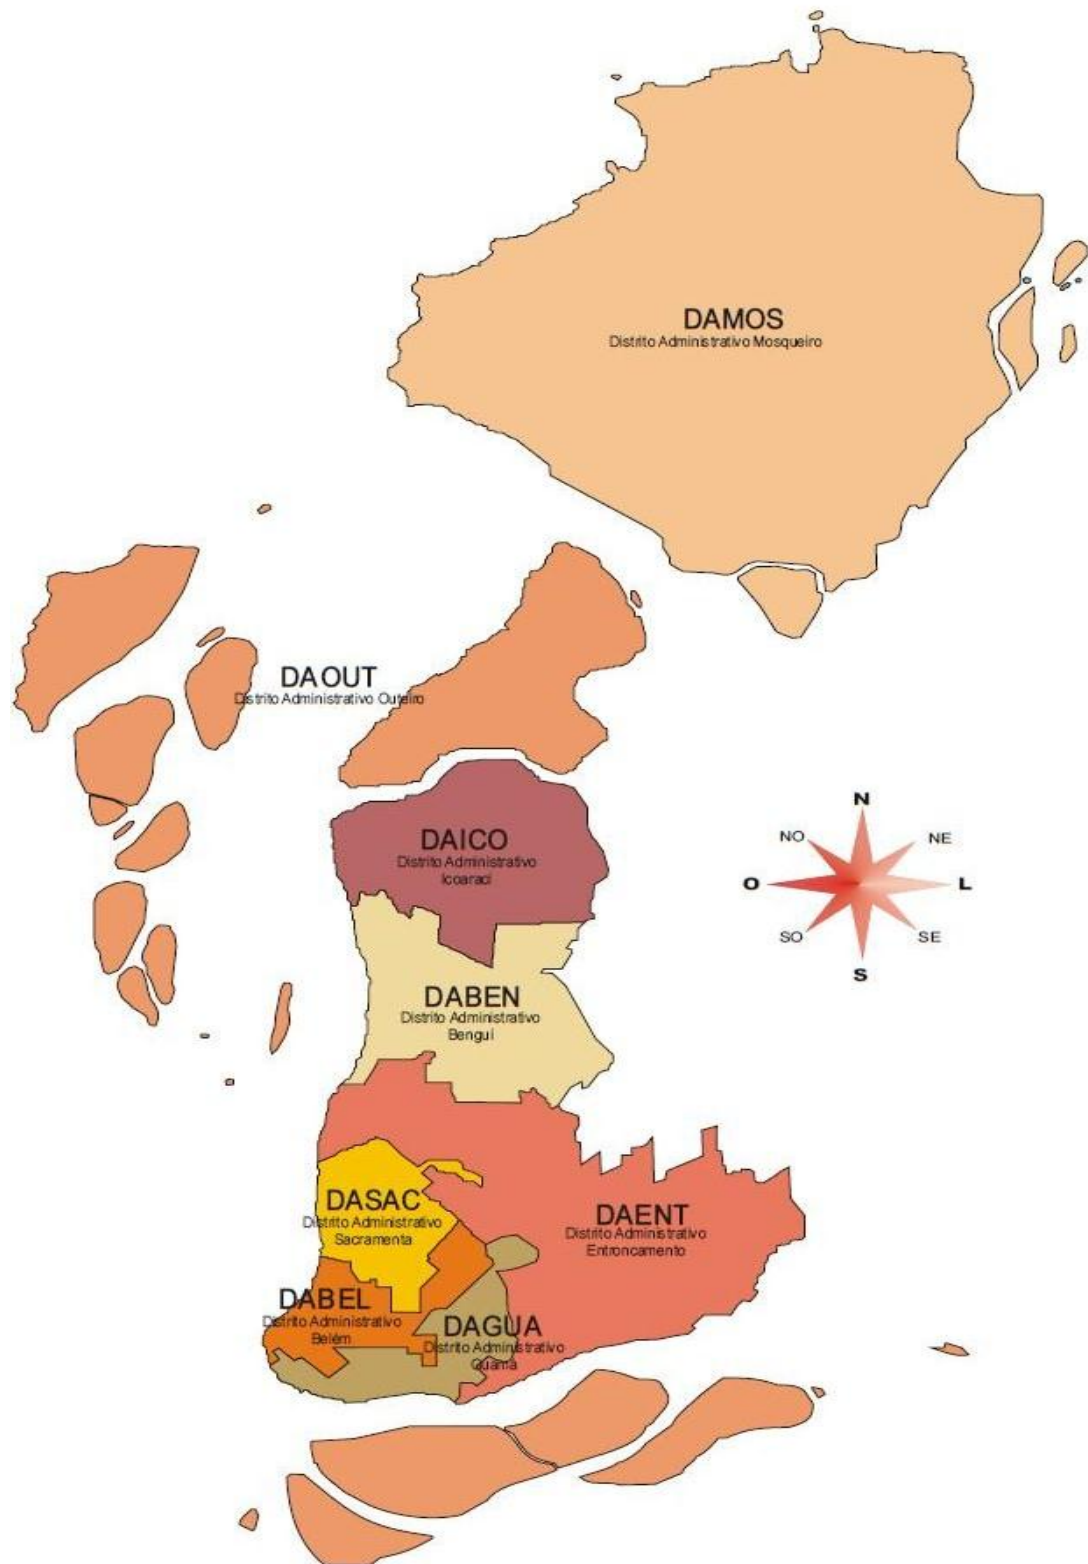 DAMOS
Distrito Administrativo Mosqueiro
DAOUT
Distrito Administrativo Outeiro
DAICO
Distrito Administrativo
Icoaraci
N
NO
NE
O
L
SO
SE
S
DABEN
Distrito Administrativo
Benguí
DASAC
Distrito Administrativo
Sacramenta
DAENT
Distrito Administrativo
Entroncamento
DABEL
Distrito Administrativo
Belém
DAGUA
Distrito Administrativo
Guamá